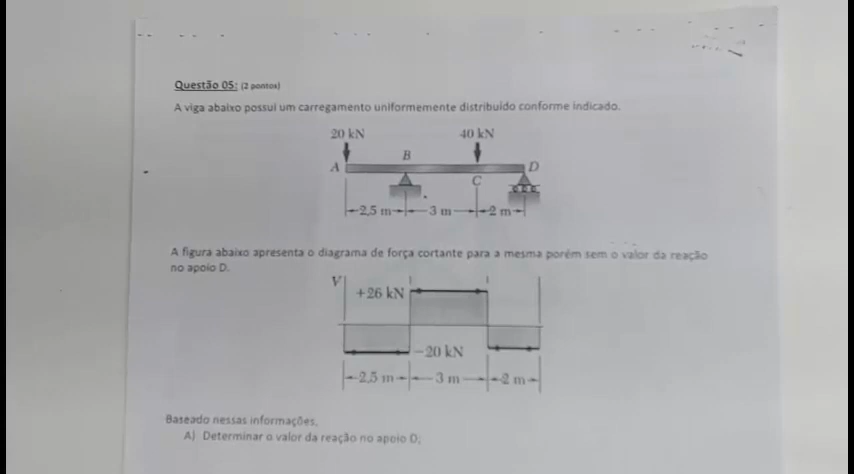 Questão 05: (2 pontos)
A viga abaixo possui um carregamento uniformemente distribuído conforme indicado.
20 kN 40 kN
A B C D
2,5 m 3 m 2 m
A figura abaixo apresenta o diagrama de força cortante para a mesma porém sem o valor da reação
no apoio D.
V
+26 kN
−20 kN
2,5 m 3 m 2 m
Baseado nessas informações,
A) Determinar o valor da reação no apoio D;